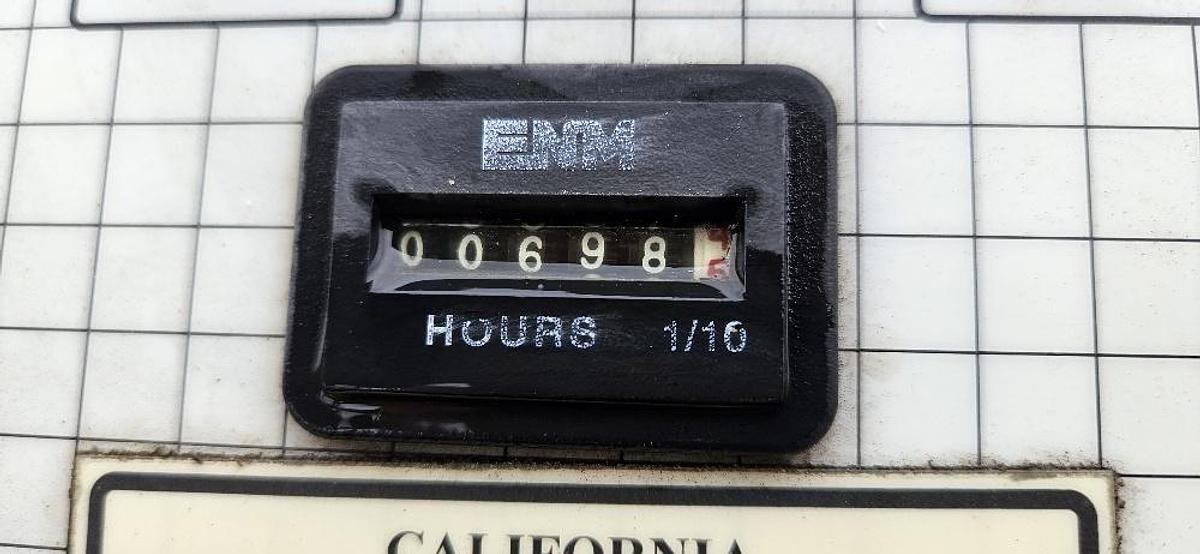 ENM
00698
HOURS 1/10
CALIFORNIA